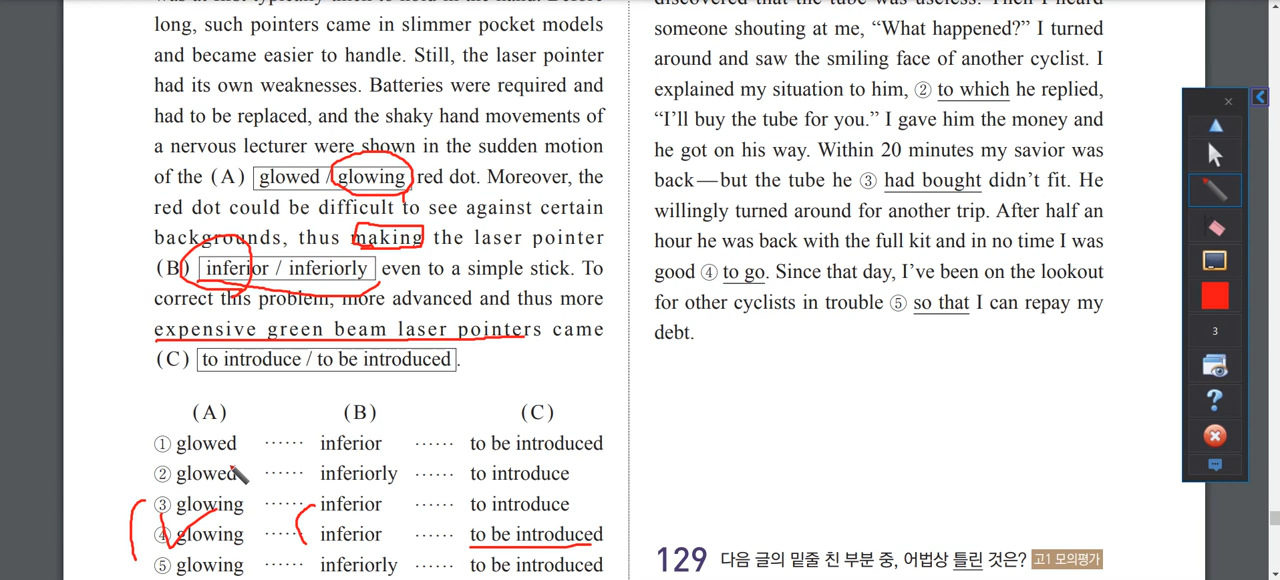 long, such pointers came in slimmer pocket models
and became easier to handle. Still, the laser pointer
had its own weaknesses. Batteries were required and
had to be replaced, and the shaky hand movements of
a nervous lecturer were shown in the sudden motion
of the (A) glowed / glowing red dot. Moreover, the
red dot could be difficult to see against certain
backgrounds, thus making the laser pointer
(B) inferior / inferiorly even to a simple stick. To
correct this problem, more advanced and thus more
expensive green beam laser pointers came
(C) to introduce / to be introduced.
(A) (B) (C)
① glowed …… inferior …… to be introduced
② glowed …… inferiorly …… to introduce
③ glowing …… inferior …… to introduce
④ glowing …… inferior …… to be introduced
⑤ glowing …… inferiorly …… to be introduced
discovered that the tube was useless. Then I heard
someone shouting at me, “What happened?” I turned
around and saw the smiling face of another cyclist. I
explained my situation to him, ② to which he replied,
“I’ll buy the tube for you.” I gave him the money and
he got on his way. Within 20 minutes my savior was
back—but the tube he ③ had bought didn’t fit. He
willingly turned around for another trip. After half an
hour he was back with the full kit and in no time I was
good ④ to go. Since that day, I’ve been on the lookout
for other cyclists in trouble ⑤ so that I can repay my
debt.
129 다음 글의 밑줄 친 부분 중, 어법상 틀린 것은? 고1 모의평가
3